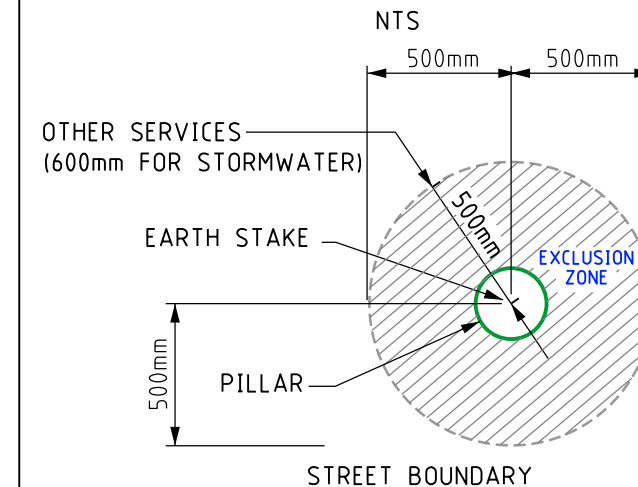 NTS
500mm
500mm
OTHER SERVICES
(600mm FOR STORMWATER)
500mm
EARTH STAKE
EXCLUSION
ZONE
500mm
PILLAR
STREET BOUNDARY